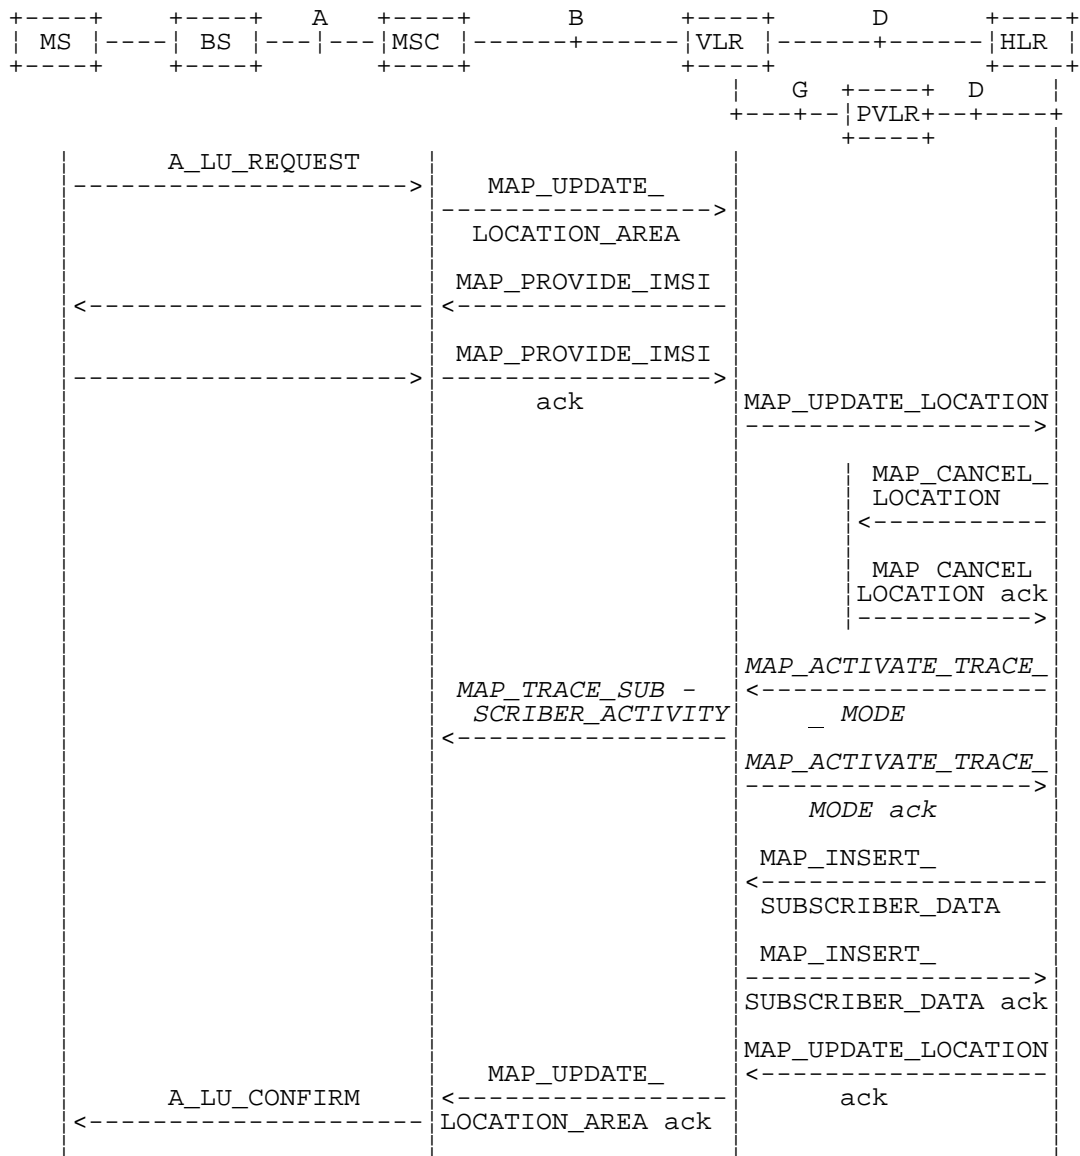 A B D
MS BS MSC VLR HLR
G D
PVLR
A_LU_REQUEST
MAP_UPDATE_
LOCATION_AREA
MAP_PROVIDE_IMSI
MAP_PROVIDE_IMSI
ack MAP_UPDATE_LOCATION
MAP_CANCEL_
LOCATION
MAP CANCEL
LOCATION ack
MAP_ACTIVATE_TRACE_
MAP_TRACE_SUB -
SCRIBER_ACTIVITY _ MODE
MAP_ACTIVATE_TRACE_
MODE ack
MAP_INSERT_
SUBSCRIBER_DATA
MAP_INSERT_
SUBSCRIBER_DATA ack
MAP_UPDATE_LOCATION
MAP_UPDATE_
A_LU_CONFIRM ack
LOCATION_AREA ack